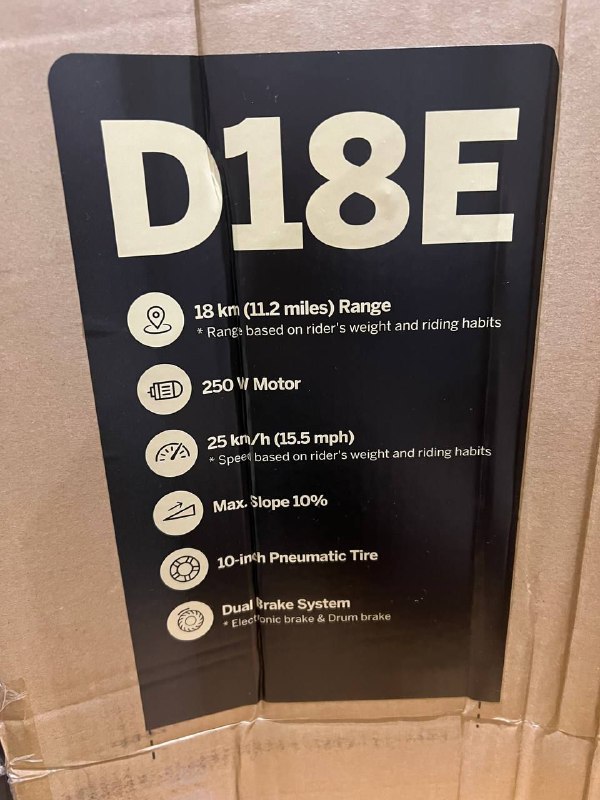 D18E
18 km (11.2 miles) Range
* Range based on rider's weight and riding habits
250 W Motor
25 km/h (15.5 mph)
* Speed based on rider's weight and riding habits
Max. Slope 10%
10-inch Pneumatic Tire
Dual Brake System
* Electronic brake & Drum brake